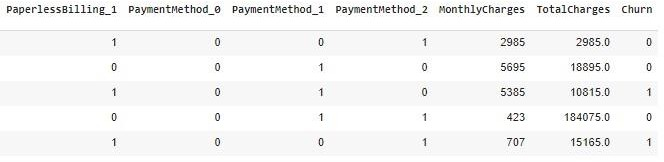 PaperlessBilling_1 PaymentMethod_0 PaymentMethod_1 PaymentMethod_2 MonthlyCharges TotalCharges Churn
1 0 0 1 2985 2985.0 0
0 0 1 0 5695 18895.0 0
1 0 1 0 5385 10815.0 1
0 0 1 1 423 184075.0 0
1 0 0 1 707 15165.0 1